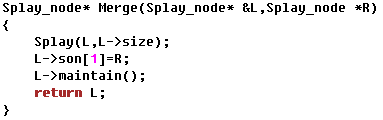 Splay_node* Merge(Splay_node* &L,Splay_node *R)
{
    Splay(L,L->size);
    L->son[1]=R;
    L->maintain();
    return L;
}